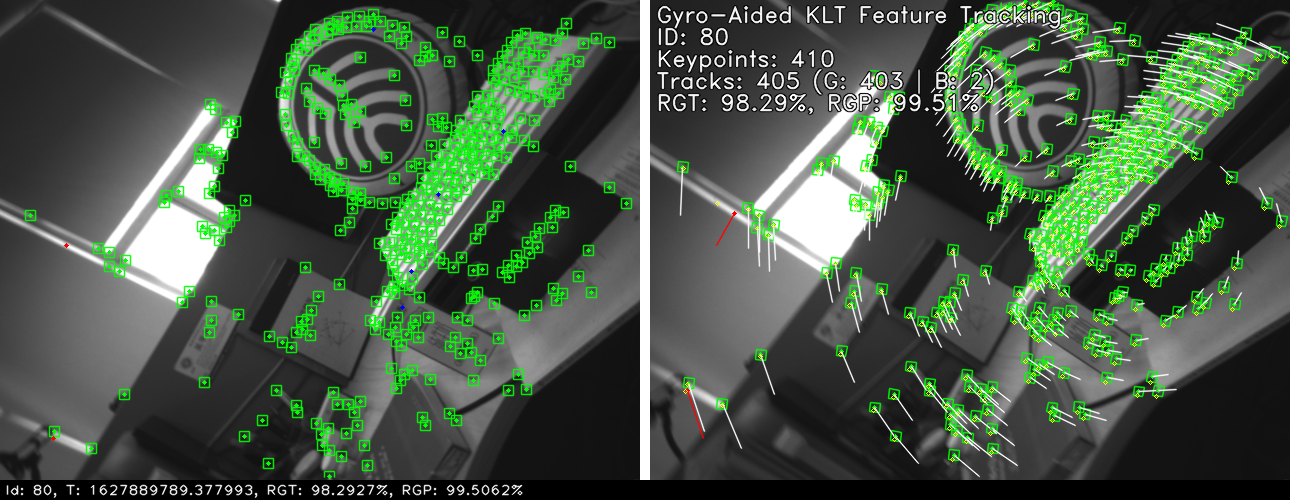 Gyro-Aided KLT Feature Tracking
ID: 80
Keypoints: 410
Tracks: 405 (G: 403 | B: 2)
RGT: 98.29%, RGP: 99.51%
Id: 80, T: 1627889789.377993, RGT: 98.2927%, RGP: 99.5062%